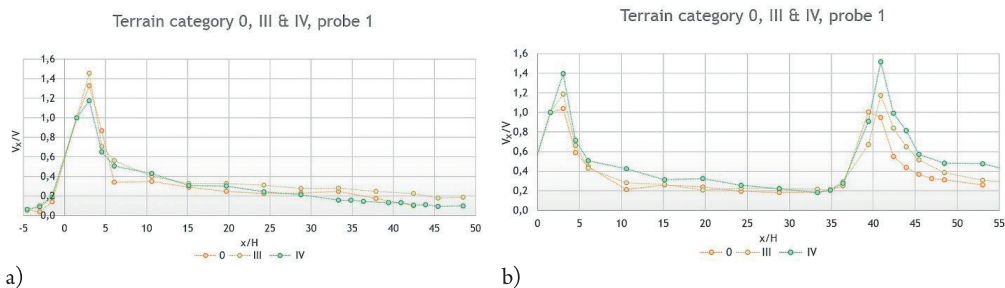 Terrain category 0, III & IV, probe 1
1,6
1,4
1,2
1,0
0,8
0,6
0,4
0,2
0,0
Vx/V
-5 0 5 10 15 20 25 30 35 40 45 50
x/H
0 III IV
a)
Terrain category 0, III & IV, probe 1
1,6
1,4
1,2
1,0
0,8
0,6
0,4
0,2
0,0
Vx/V
0 5 10 15 20 25 30 35 40 45 50 55
x/H
0 III IV
b)